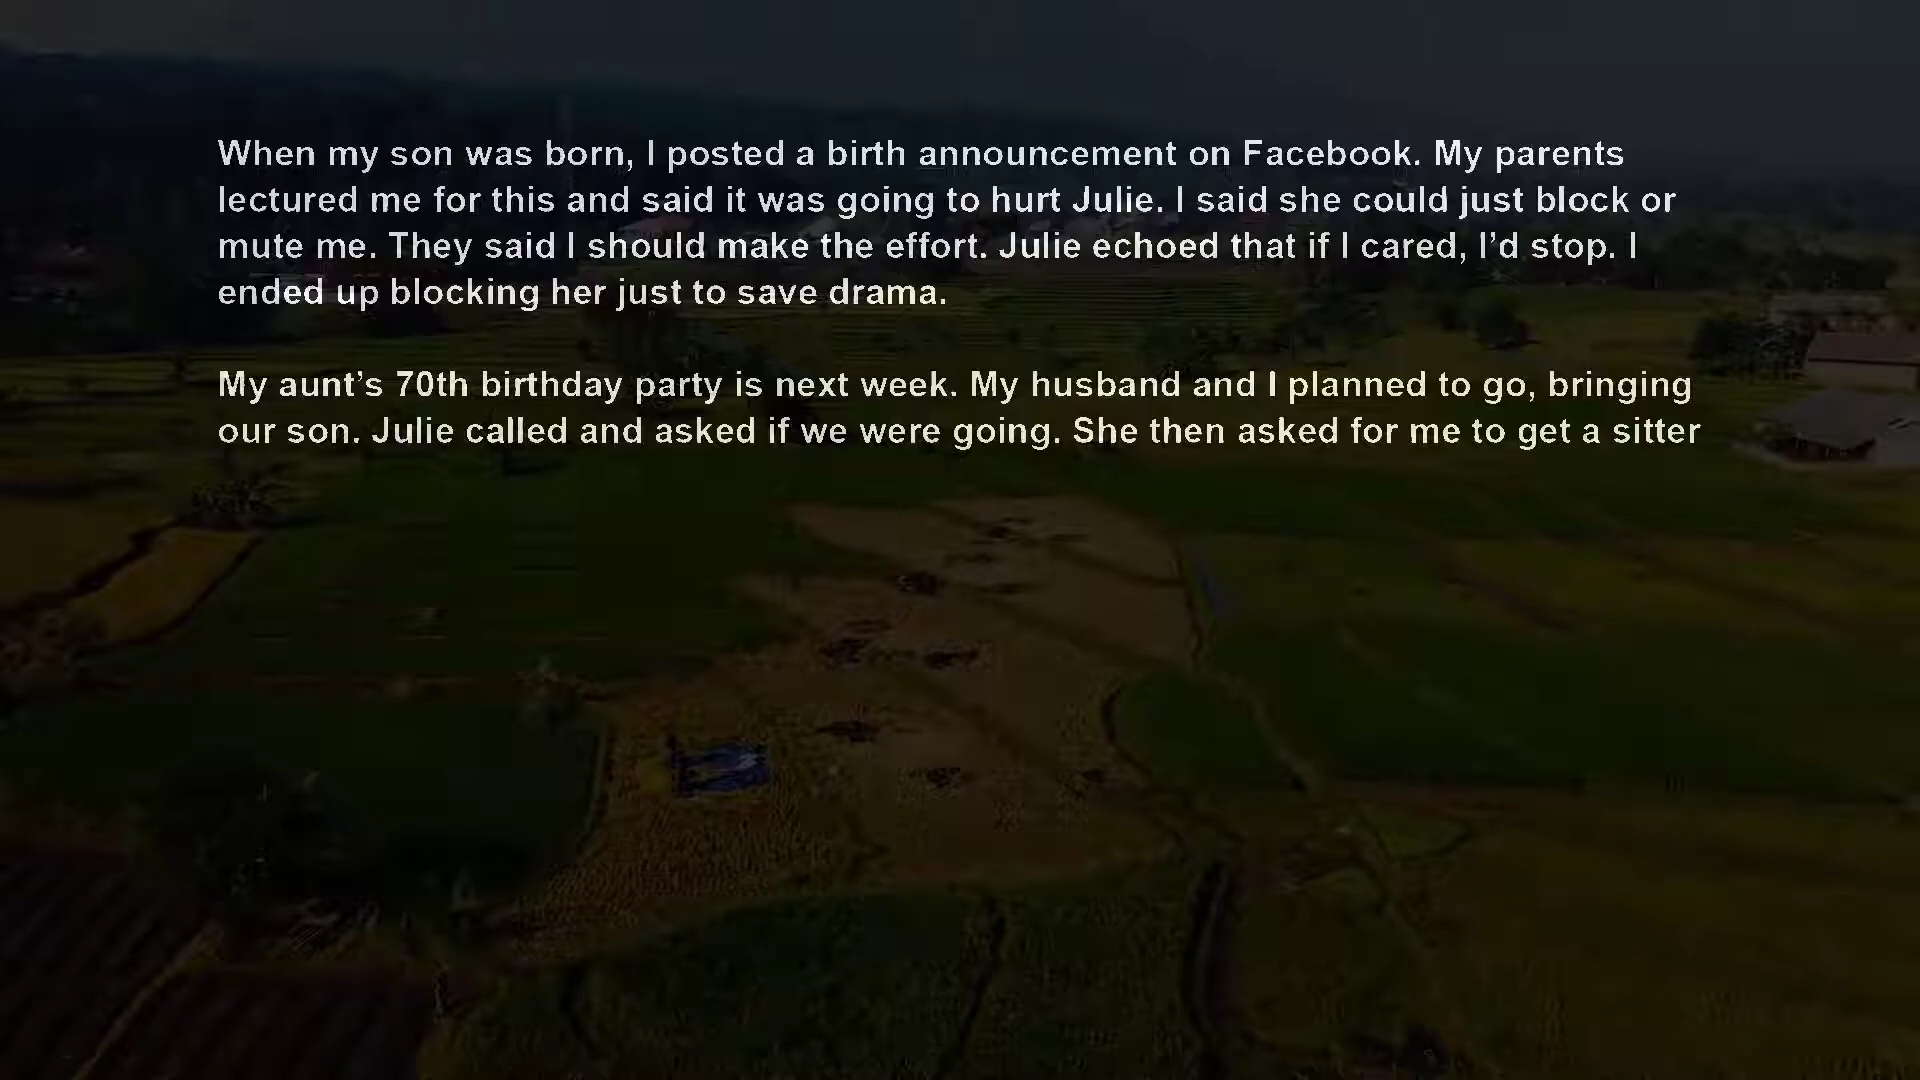 When my son was born, I posted a birth announcement on Facebook. My parents
lectured me for this and said it was going to hurt Julie. I said she could just block or
mute me. They said I should make the effort. Julie echoed that if I cared, I’d stop. I
ended up blocking her just to save drama.
My aunt’s 70th birthday party is next week. My husband and I planned to go, bringing
our son. Julie called and asked if we were going. She then asked for me to get a sitter